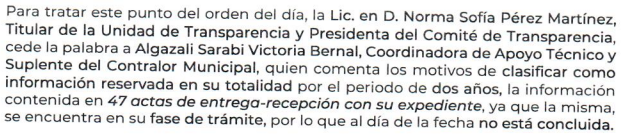 Para tratar este punto del orden del día, la Lic. en D. Norma Sofía Pérez Martínez,
Titular de la Unidad de Transparencia y Presidenta del Comité de Transparencia,
cede la palabra a Algazali Sarabi Victoria Bernal, Coordinadora de Apoyo Técnico y
Suplente del Contralor Municipal, quien comenta los motivos de clasificar como
información reservada en su totalidad por el periodo de dos años, la información
contenida en 47 actas de entrega-recepción con su expediente, ya que la misma,
se encuentra en su fase de trámite, por lo que al día de la fecha no está concluida.